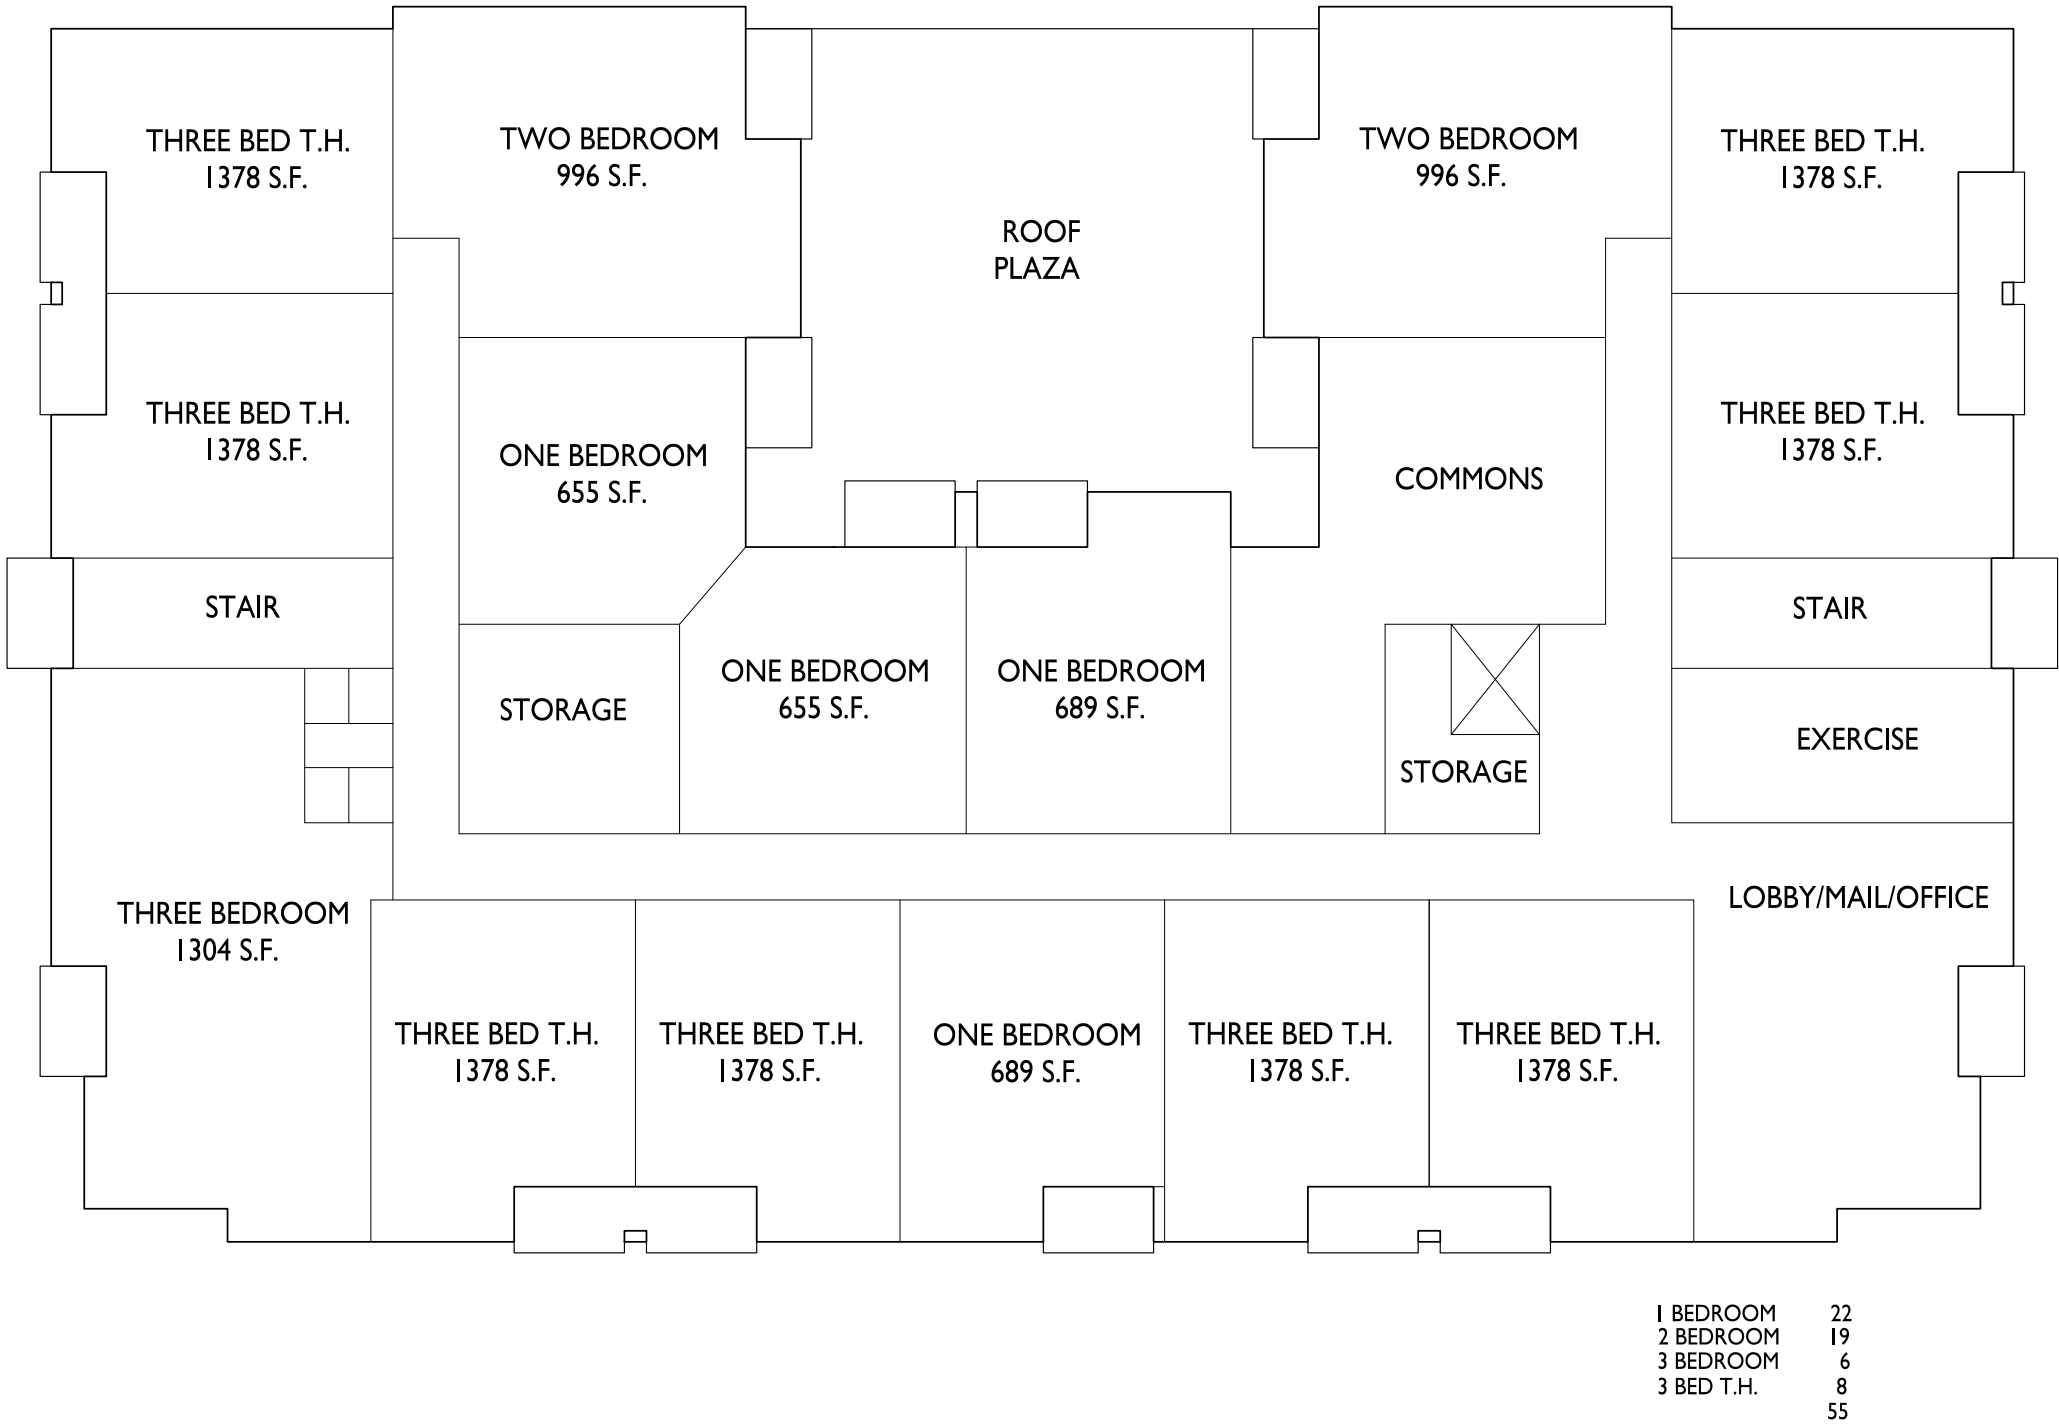 THREE BED T.H.
1378 S.F.
TWO BEDROOM
996 S.F.
TWO BEDROOM
996 S.F.
THREE BED T.H.
1378 S.F.
ROOF
PLAZA
THREE BED T.H.
1378 S.F.
ONE BEDROOM
655 S.F.
COMMONS
THREE BED T.H.
1378 S.F.
STAIR
STAIR
STORAGE
ONE BEDROOM
655 S.F.
ONE BEDROOM
689 S.F.
STORAGE
EXERCISE
THREE BEDROOM
1304 S.F.
LOBBY/MAIL/OFFICE
THREE BED T.H.
1378 S.F.
THREE BED T.H.
1378 S.F.
ONE BEDROOM
689 S.F.
THREE BED T.H.
1378 S.F.
THREE BED T.H.
1378 S.F.
1 BEDROOM 22
2 BEDROOM 19
3 BEDROOM 6
3 BED T.H. 8
55